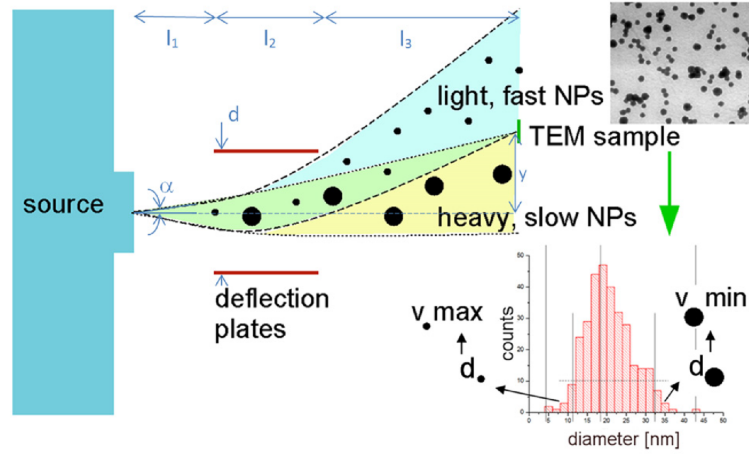 l₁ l₂ l₃
d
light, fast NPs
TEM sample
α
y
source
heavy, slow NPs
deflection
plates
v max
d
v min
d
counts
50
40
30
20
10
0
0 5 10 15 20 25 30 35 40 45 50
diameter [nm]